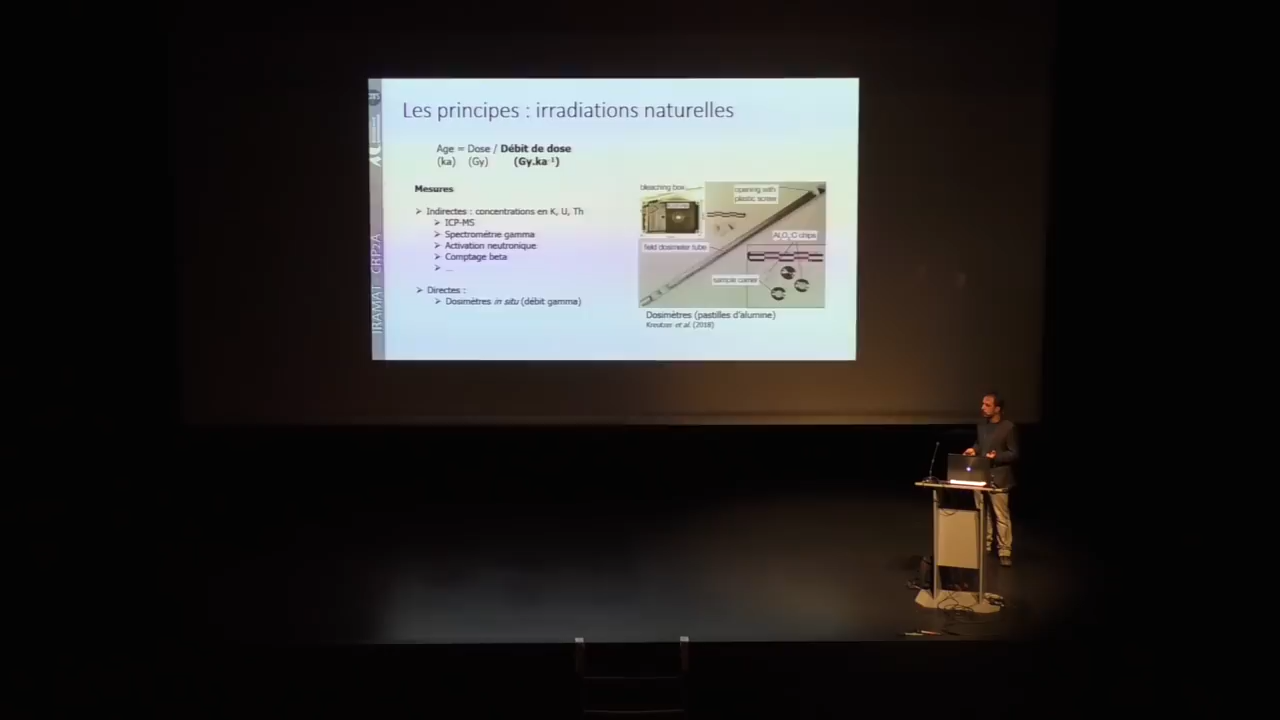 Les principes : irradiations naturelles
Age = Dose / Débit de dose
(ka) (Gy) (Gy.ka⁻¹)
Mesures
➢ Indirectes : concentrations en K, U, Th
➢ ICP-MS
➢ Spectrométrie gamma
➢ Activation neutronique
➢ Comptage beta
➢ ...
➢ Directes :
➢ Dosimètres in situ (débit gamma)
bleaching box
opening with
plastic screw
field dosimeter tube
Al₂O₃:C chips
sample carrier
Dosimètres (pastilles d'alumine)
Kreutzer et al. (2018)
IRAMAT - CRP2A